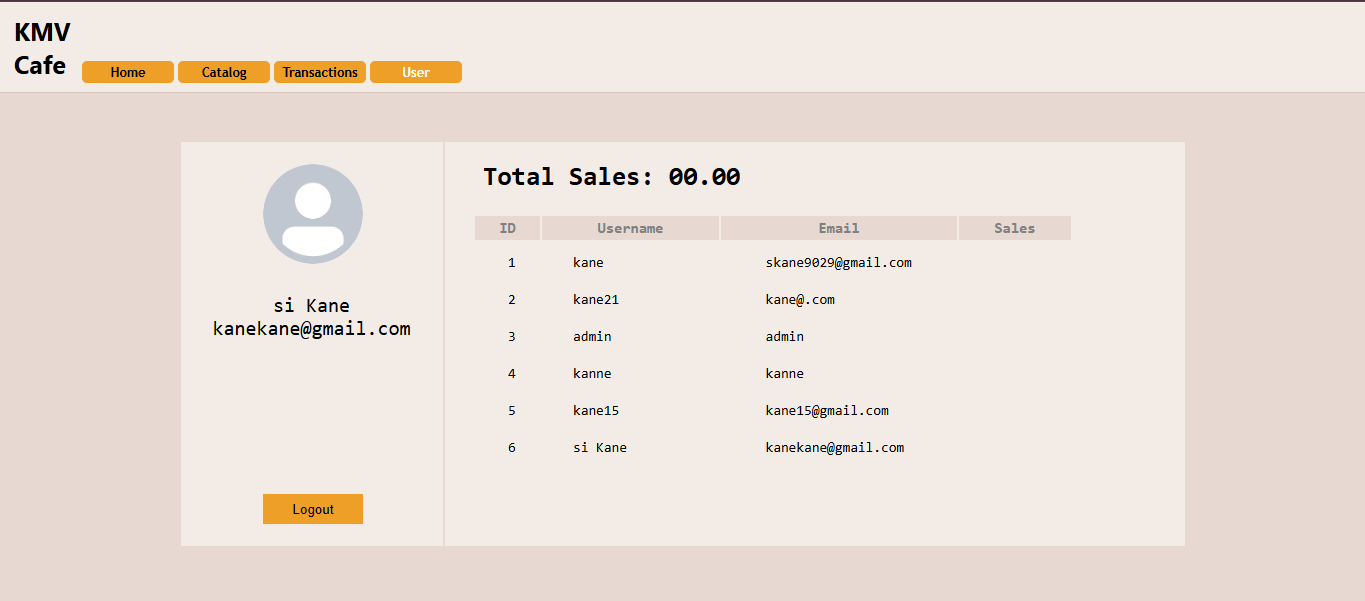 KMV
Cafe
Home Catalog Transactions User
si Kane
kanekane@gmail.com
Logout
Total Sales: 00.00
ID Username Email Sales
1 kane skane9029@gmail.com
2 kane21 kane@.com
3 admin admin
4 kanne kanne
5 kane15 kane15@gmail.com
6 si Kane kanekane@gmail.com